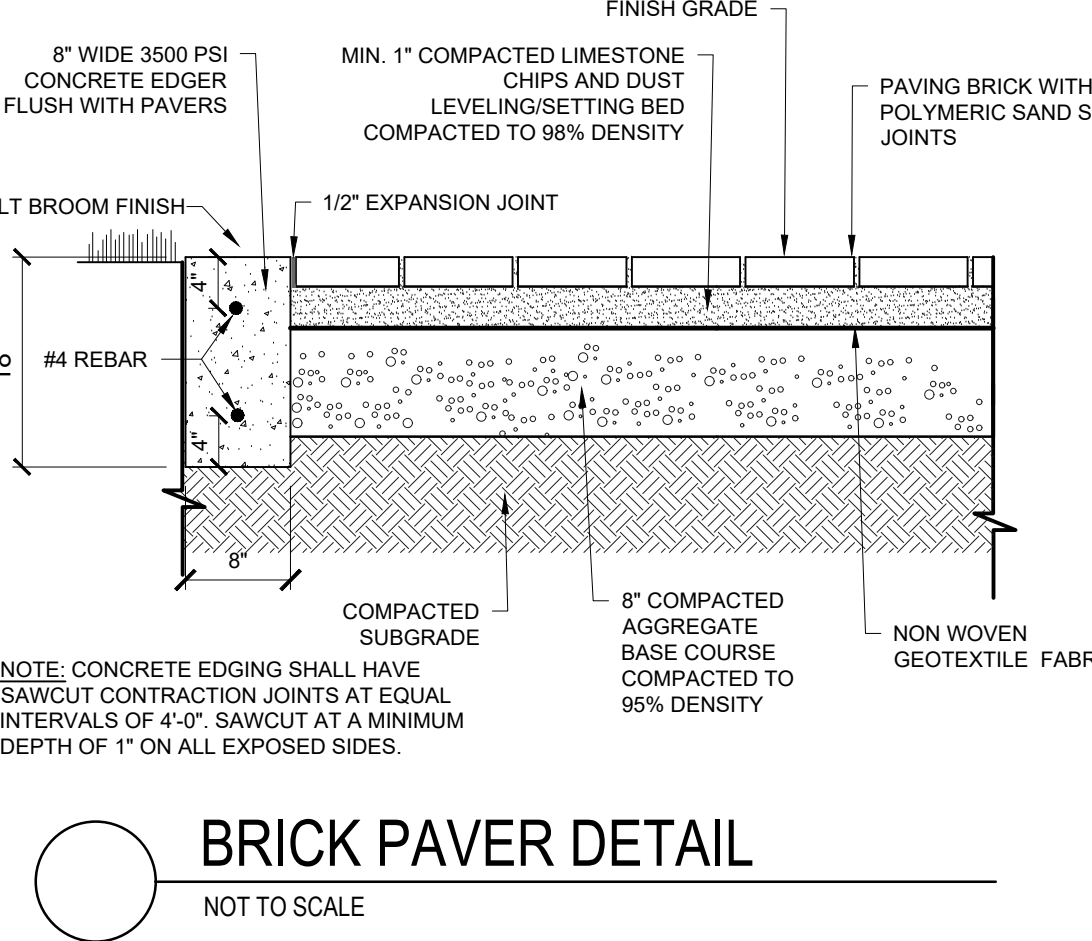 FINISH GRADE
8" WIDE 3500 PSI
CONCRETE EDGER
FLUSH WITH PAVERS
MIN. 1" COMPACTED LIMESTONE
CHIPS AND DUST
LEVELING/SETTING BED
COMPACTED TO 98% DENSITY
PAVING BRICK WITH
POLYMERIC SAND S
JOINTS
LT BROOM FINISH
1/2" EXPANSION JOINT
4"
#4 REBAR
4"
8"
COMPACTED
SUBGRADE
8" COMPACTED
AGGREGATE
BASE COURSE
COMPACTED TO
95% DENSITY
NON WOVEN
GEOTEXTILE FABR
NOTE: CONCRETE EDGING SHALL HAVE
SAWCUT CONTRACTION JOINTS AT EQUAL
INTERVALS OF 4'-0". SAWCUT AT A MINIMUM
DEPTH OF 1" ON ALL EXPOSED SIDES.
BRICK PAVER DETAIL
NOT TO SCALE